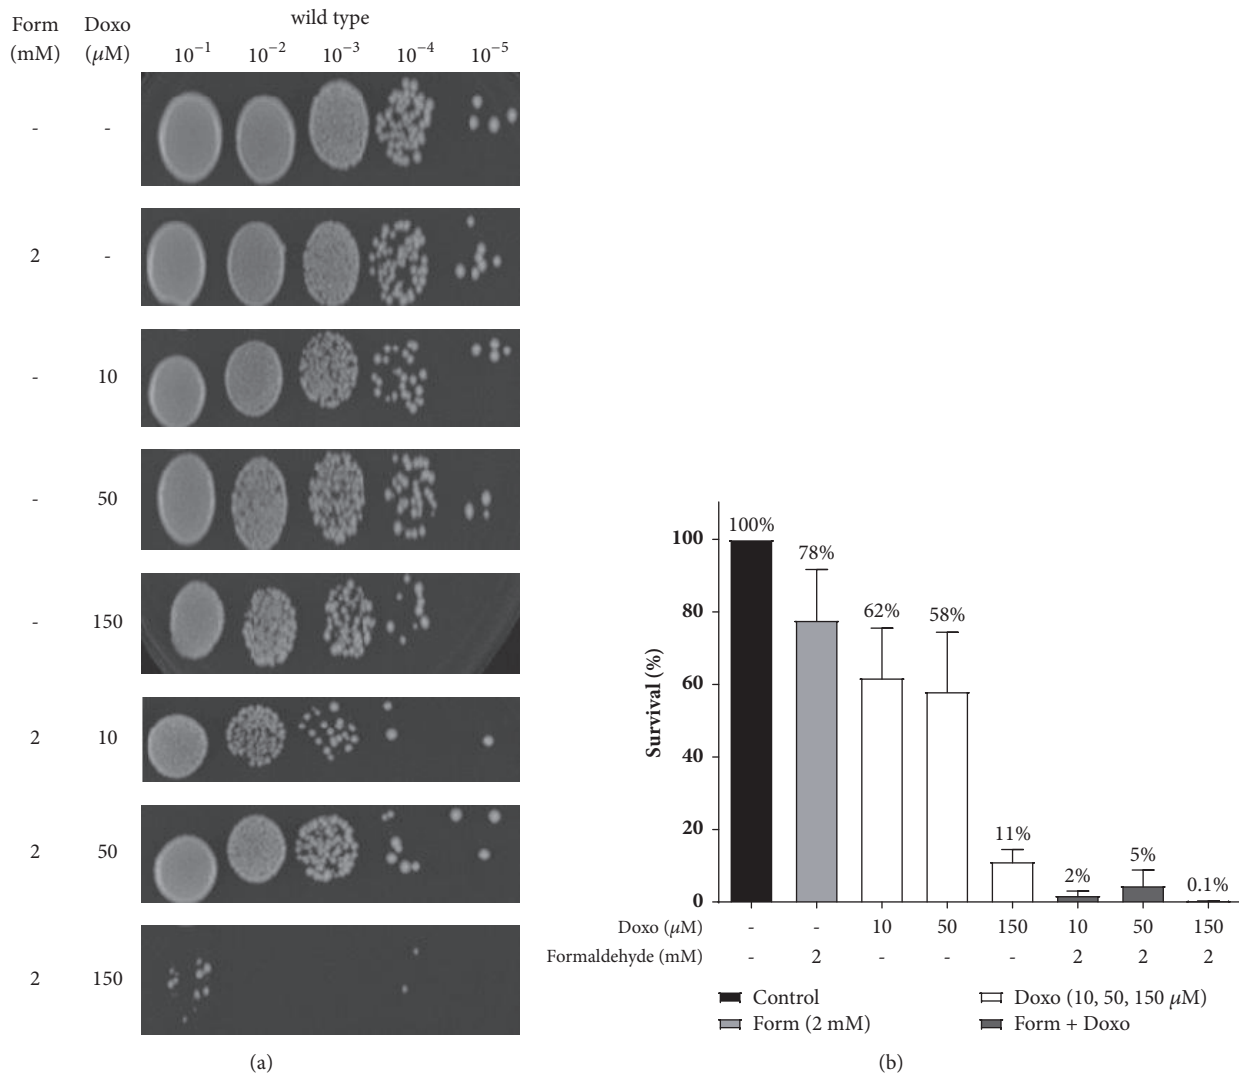 Form Doxo wild type
(mM) (μM) 10−1 10−2 10−3 10−4 10−5
- -
2 -
- 10
- 50
- 150
2 10
2 50
2 150
(a)
100%
78%
62%
58%
11%
2%
5%
0.1%
Survival (%)
100
80
60
40
20
0
Doxo (μM) - - 10 50 150 10 50 150
Formaldehyde (mM) - 2 - - - 2 2 2
Control Doxo (10, 50, 150 μM)
Form (2 mM) Form + Doxo
(b)